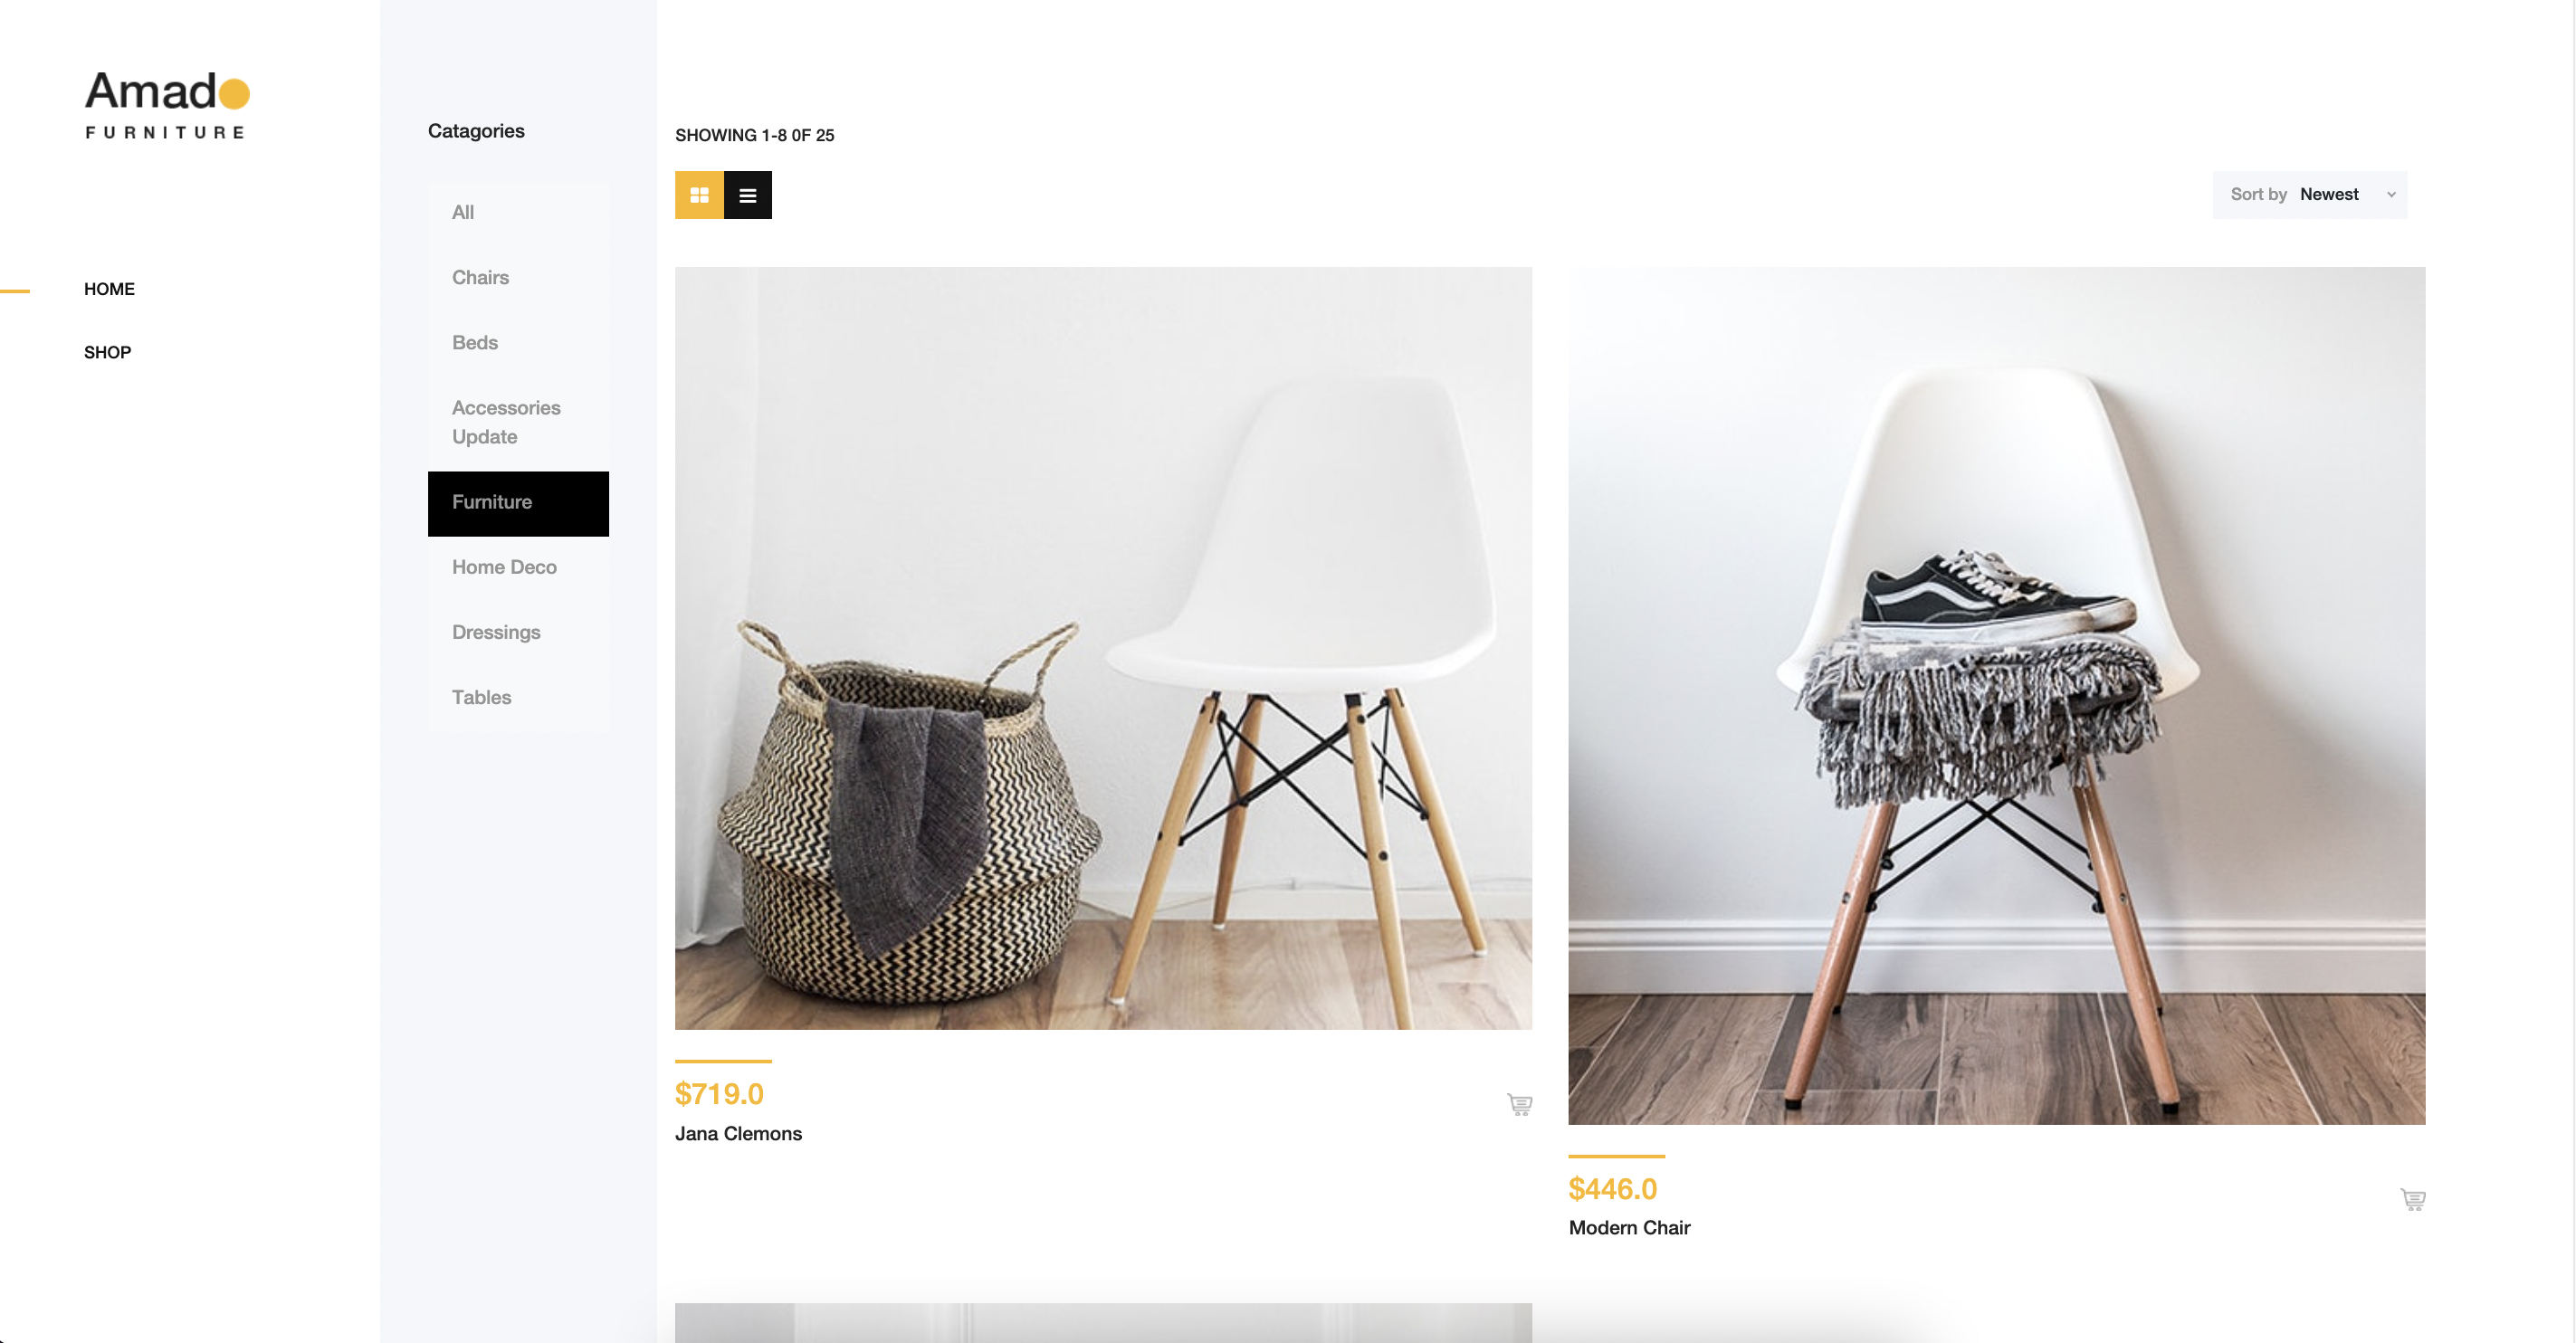 Amado
FURNITURE
HOME
SHOP
Catagories
All
Chairs
Beds
Accessories
Update
Furniture
Home Deco
Dressings
Tables
SHOWING 1-8 0F 25
Sort by Newest
$719.0
Jana Clemons
$446.0
Modern Chair